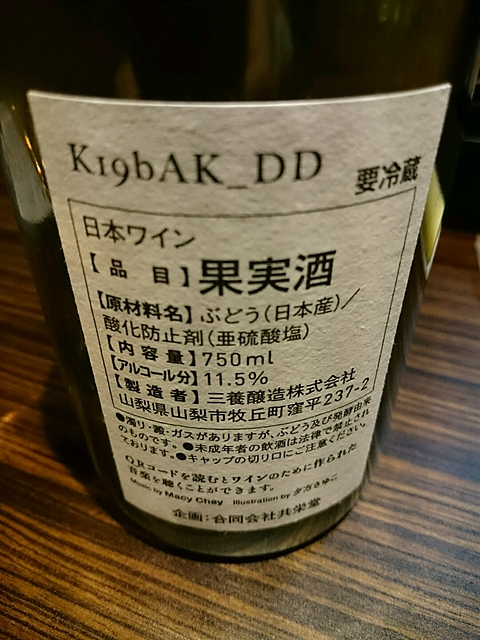 K19bAK_DD
要冷蔵
日本ワイン
【品目】果実酒
【原材料名】ぶどう(日本産)／
酸化防止剤(亜硫酸塩)
【内容量】750ml
【アルコール分】11.5%
【製造者】三養醸造株式会社
山梨県山梨市牧丘町窪平237-2
●濁り・澱・ガスがありますが、ぶどう及び発酵由来
のものです。●未成年者の飲酒は法律で禁止され
ております。●キャップの切り口にご注意ください。
QRコードを読むとワインのために作られた
音楽を聴くことができます。
Music by Macy Chey Illustration by 夕方さゆこ
企画:合同会社共栄堂